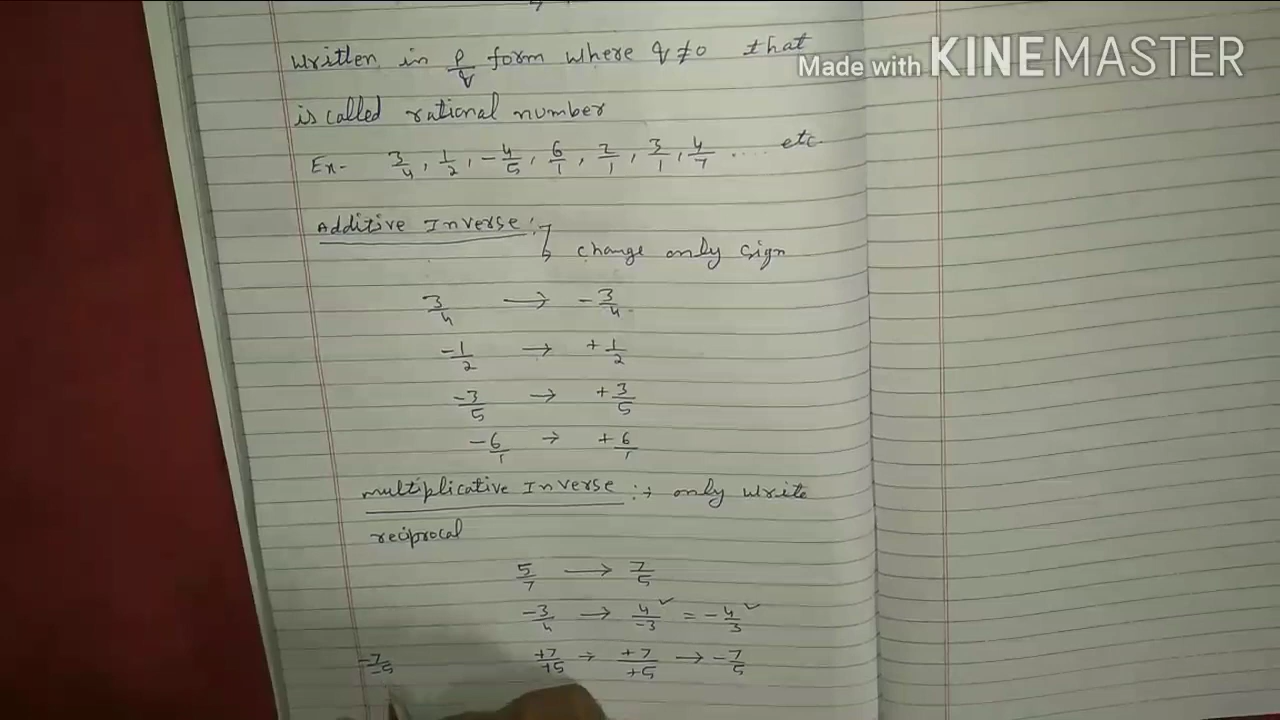 written in p/q form where q≠0 that
Made with KINEMASTER
is called rational number
Ex- 3/4, 1/2, -4/5, 6/1, 2/1, 3/1, 4/7 .... etc
Additive Inverse :→ change only sign
3/4 → -3/4
-1/2 → +1/2
-3/5 → +3/5
-6/1 → +6/1
multiplicative Inverse :→ only write
reciprocal
5/7 → 7/5
-3/4 → 4/-3 = -4/3
→ +7/+5 → -7/5